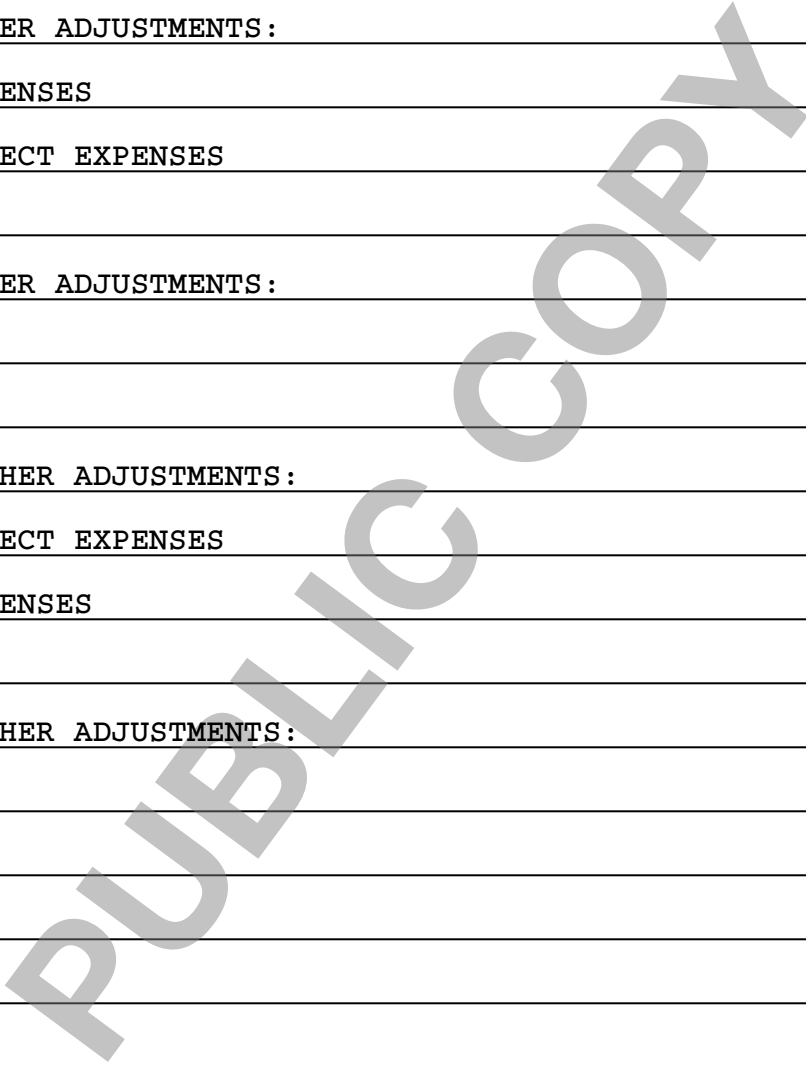 ER ADJUSTMENTS:
ENSES
ECT EXPENSES
ER ADJUSTMENTS:
HER ADJUSTMENTS:
ECT EXPENSES
ENSES
HER ADJUSTMENTS:
PUBLIC COPY